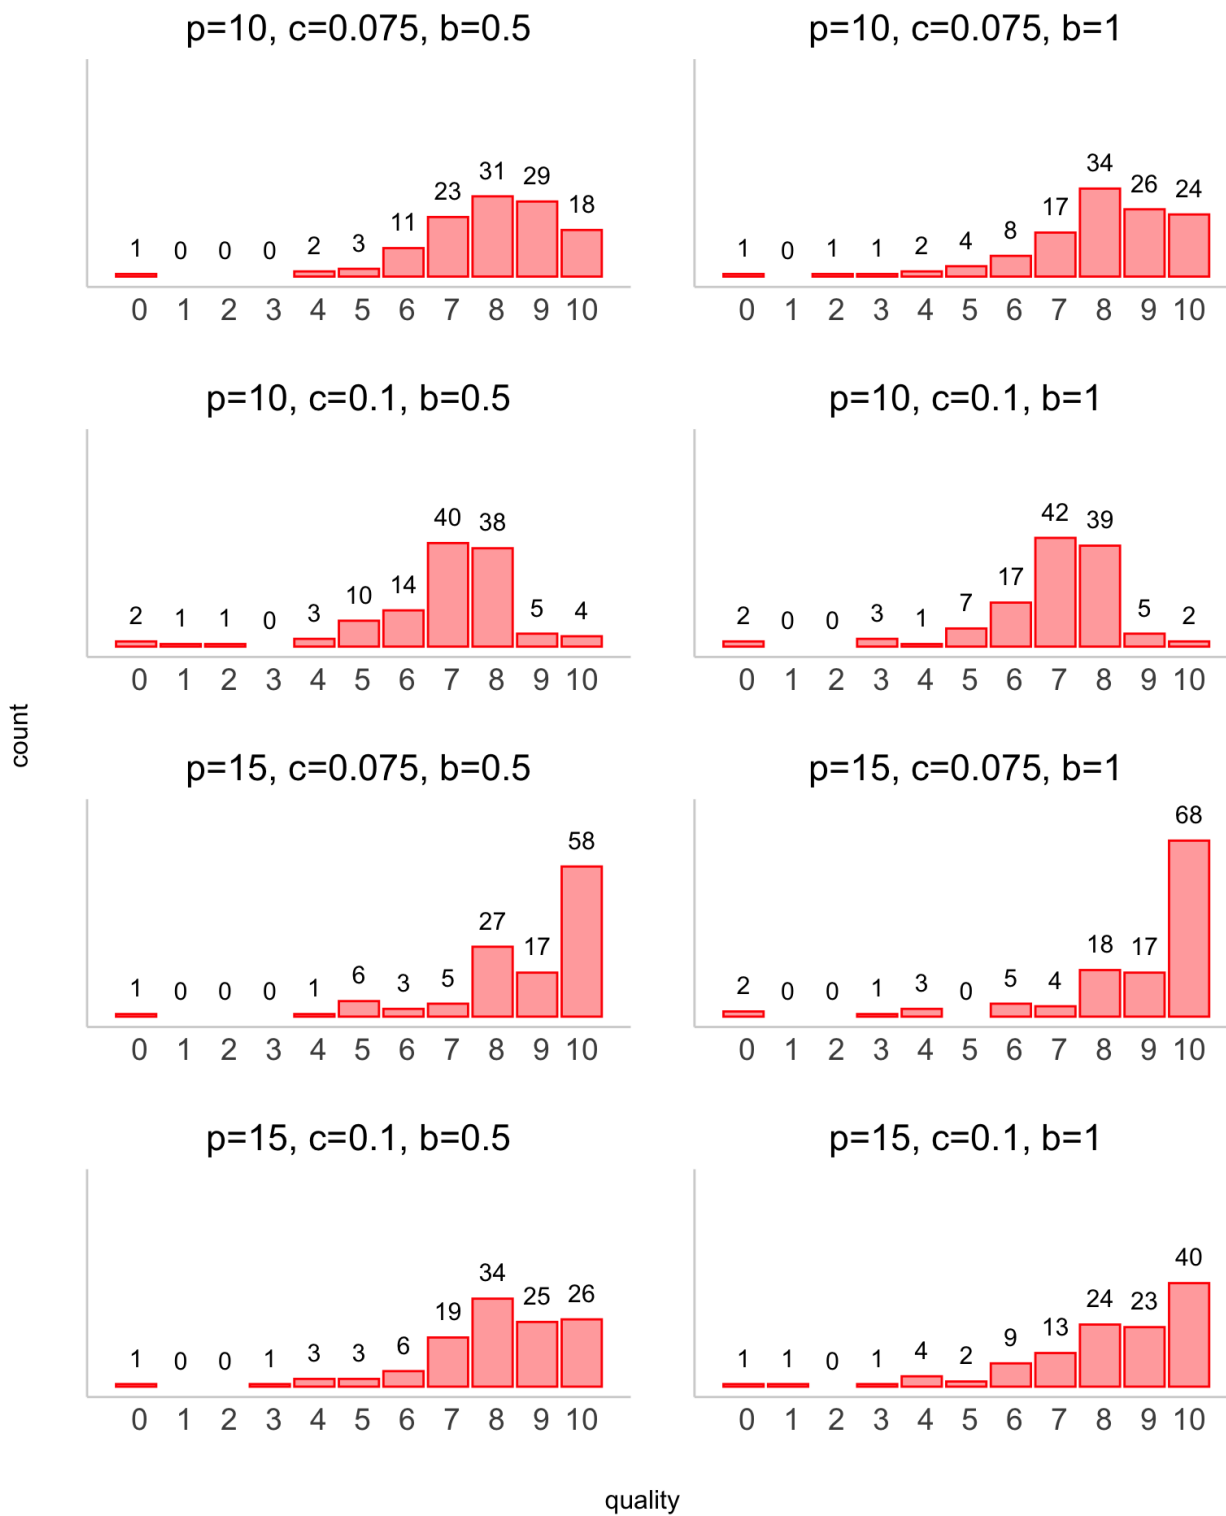 p=10, c=0.075, b=0.5
1 0 0 0 2 3 11 23 31 29 18
0 1 2 3 4 5 6 7 8 9 10
p=10, c=0.075, b=1
1 0 1 1 2 4 8 17 34 26 24
0 1 2 3 4 5 6 7 8 9 10
p=10, c=0.1, b=0.5
2 1 1 0 3 10 14 40 38 5 4
0 1 2 3 4 5 6 7 8 9 10
p=10, c=0.1, b=1
2 0 0 3 1 7 17 42 39 5 2
0 1 2 3 4 5 6 7 8 9 10
count
p=15, c=0.075, b=0.5
1 0 0 0 1 6 3 5 27 17 58
0 1 2 3 4 5 6 7 8 9 10
p=15, c=0.075, b=1
2 0 0 1 3 0 5 4 18 17 68
0 1 2 3 4 5 6 7 8 9 10
p=15, c=0.1, b=0.5
1 0 0 1 3 3 6 19 34 25 26
0 1 2 3 4 5 6 7 8 9 10
p=15, c=0.1, b=1
1 1 0 1 4 2 9 13 24 23 40
0 1 2 3 4 5 6 7 8 9 10
quality